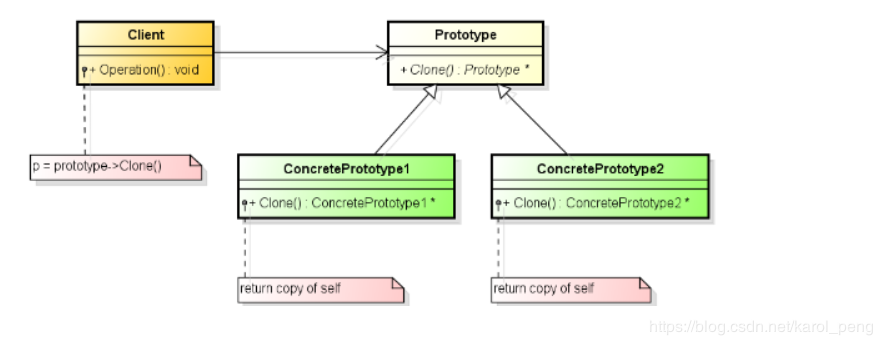 Client
+ Operation() : void
Prototype
+ Clone() : Prototype *
p = prototype->Clone()
ConcretePrototype1
+ Clone() : ConcretePrototype1 *
ConcretePrototype2
+ Clone() : ConcretePrototype2 *
return copy of self
return copy of self
https://blog.csdn.net/karol_peng